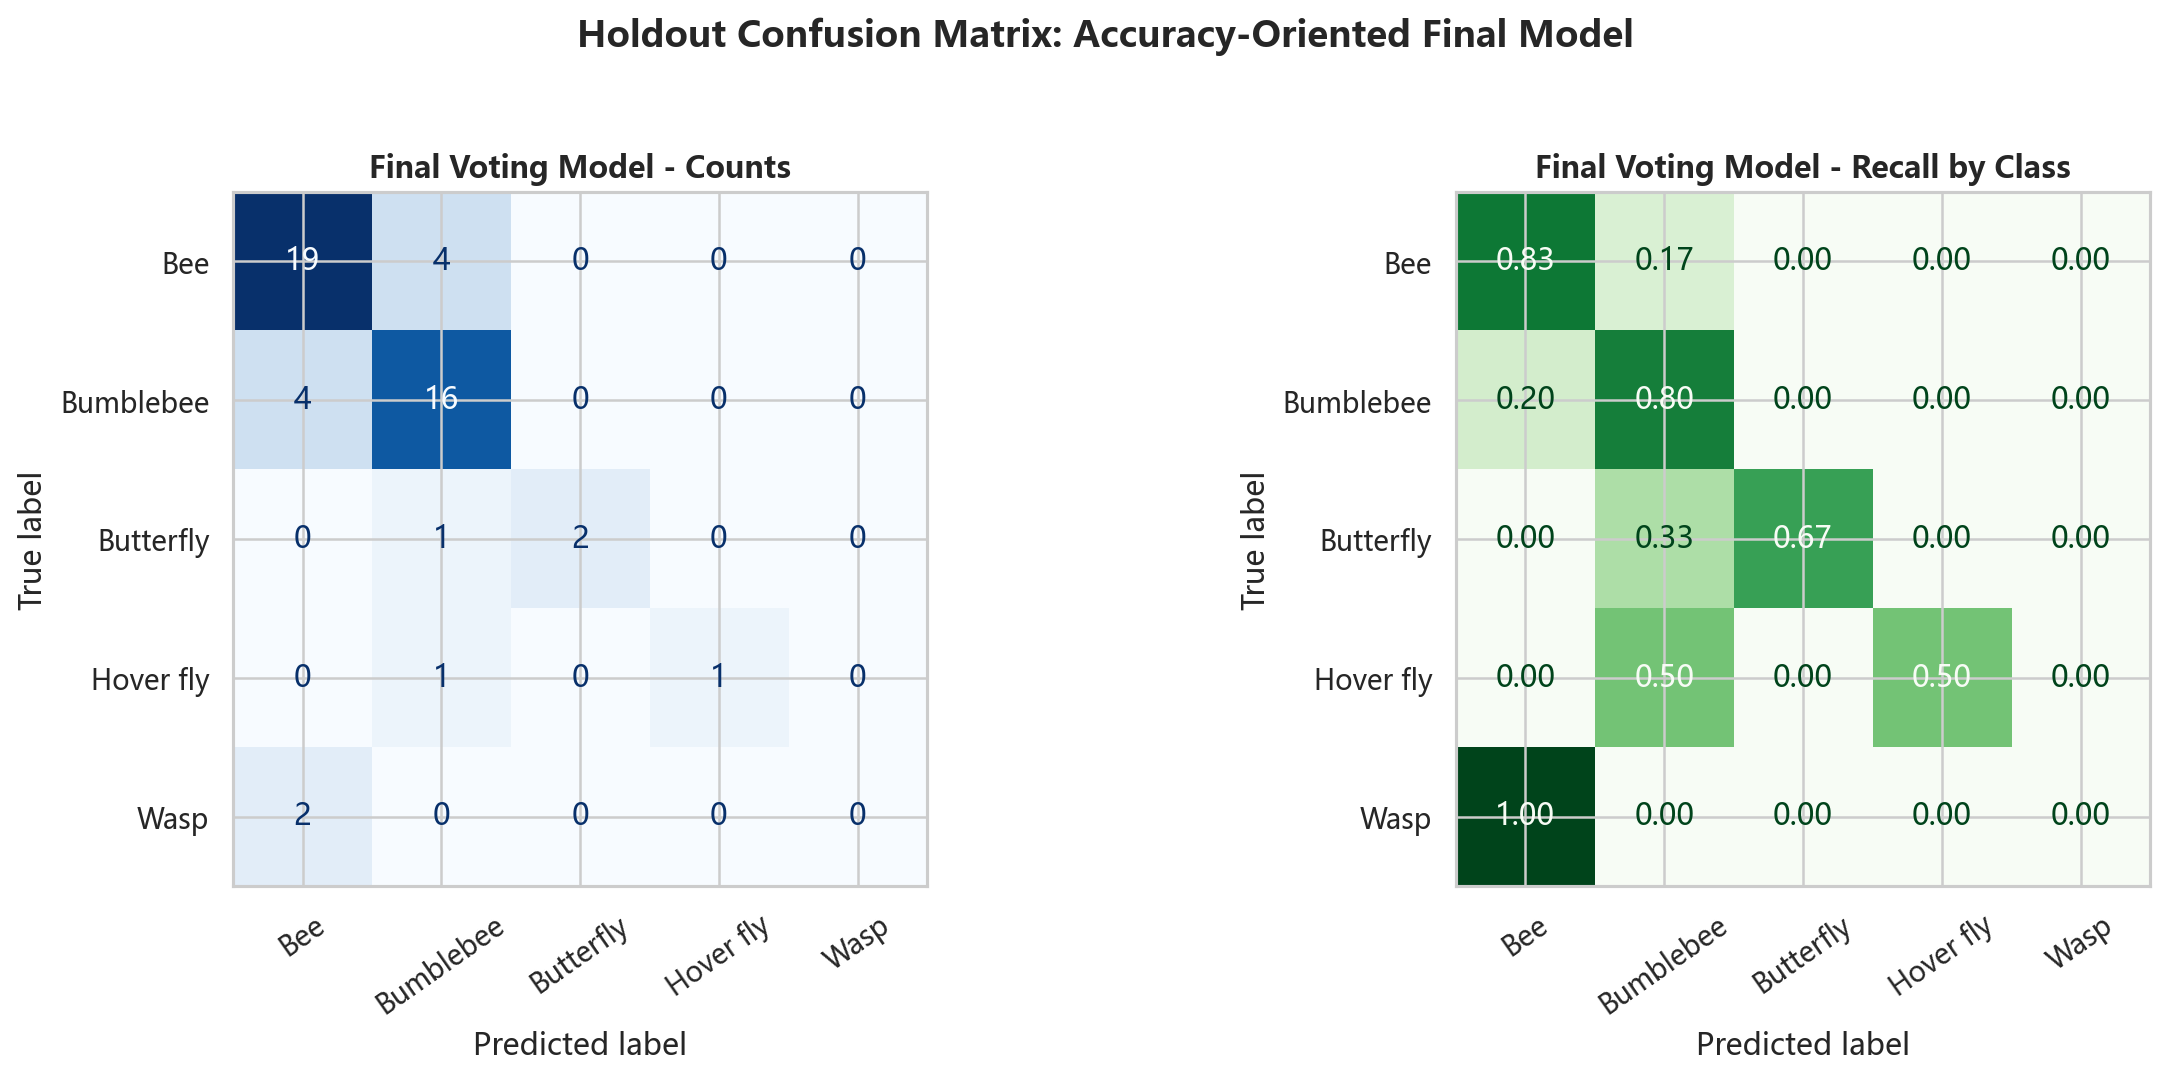 Holdout Confusion Matrix: Accuracy-Oriented Final Model
Final Voting Model - Counts
True label
Bee 19 4 0 0 0
Bumblebee 4 16 0 0 0
Butterfly 0 1 2 0 0
Hover fly 0 1 0 1 0
Wasp 2 0 0 0 0
Bee Bumblebee Butterfly Hover fly Wasp
Predicted label
Final Voting Model - Recall by Class
True label
Bee 0.83 0.17 0.00 0.00 0.00
Bumblebee 0.20 0.80 0.00 0.00 0.00
Butterfly 0.00 0.33 0.67 0.00 0.00
Hover fly 0.00 0.50 0.00 0.50 0.00
Wasp 1.00 0.00 0.00 0.00 0.00
Bee Bumblebee Butterfly Hover fly Wasp
Predicted label